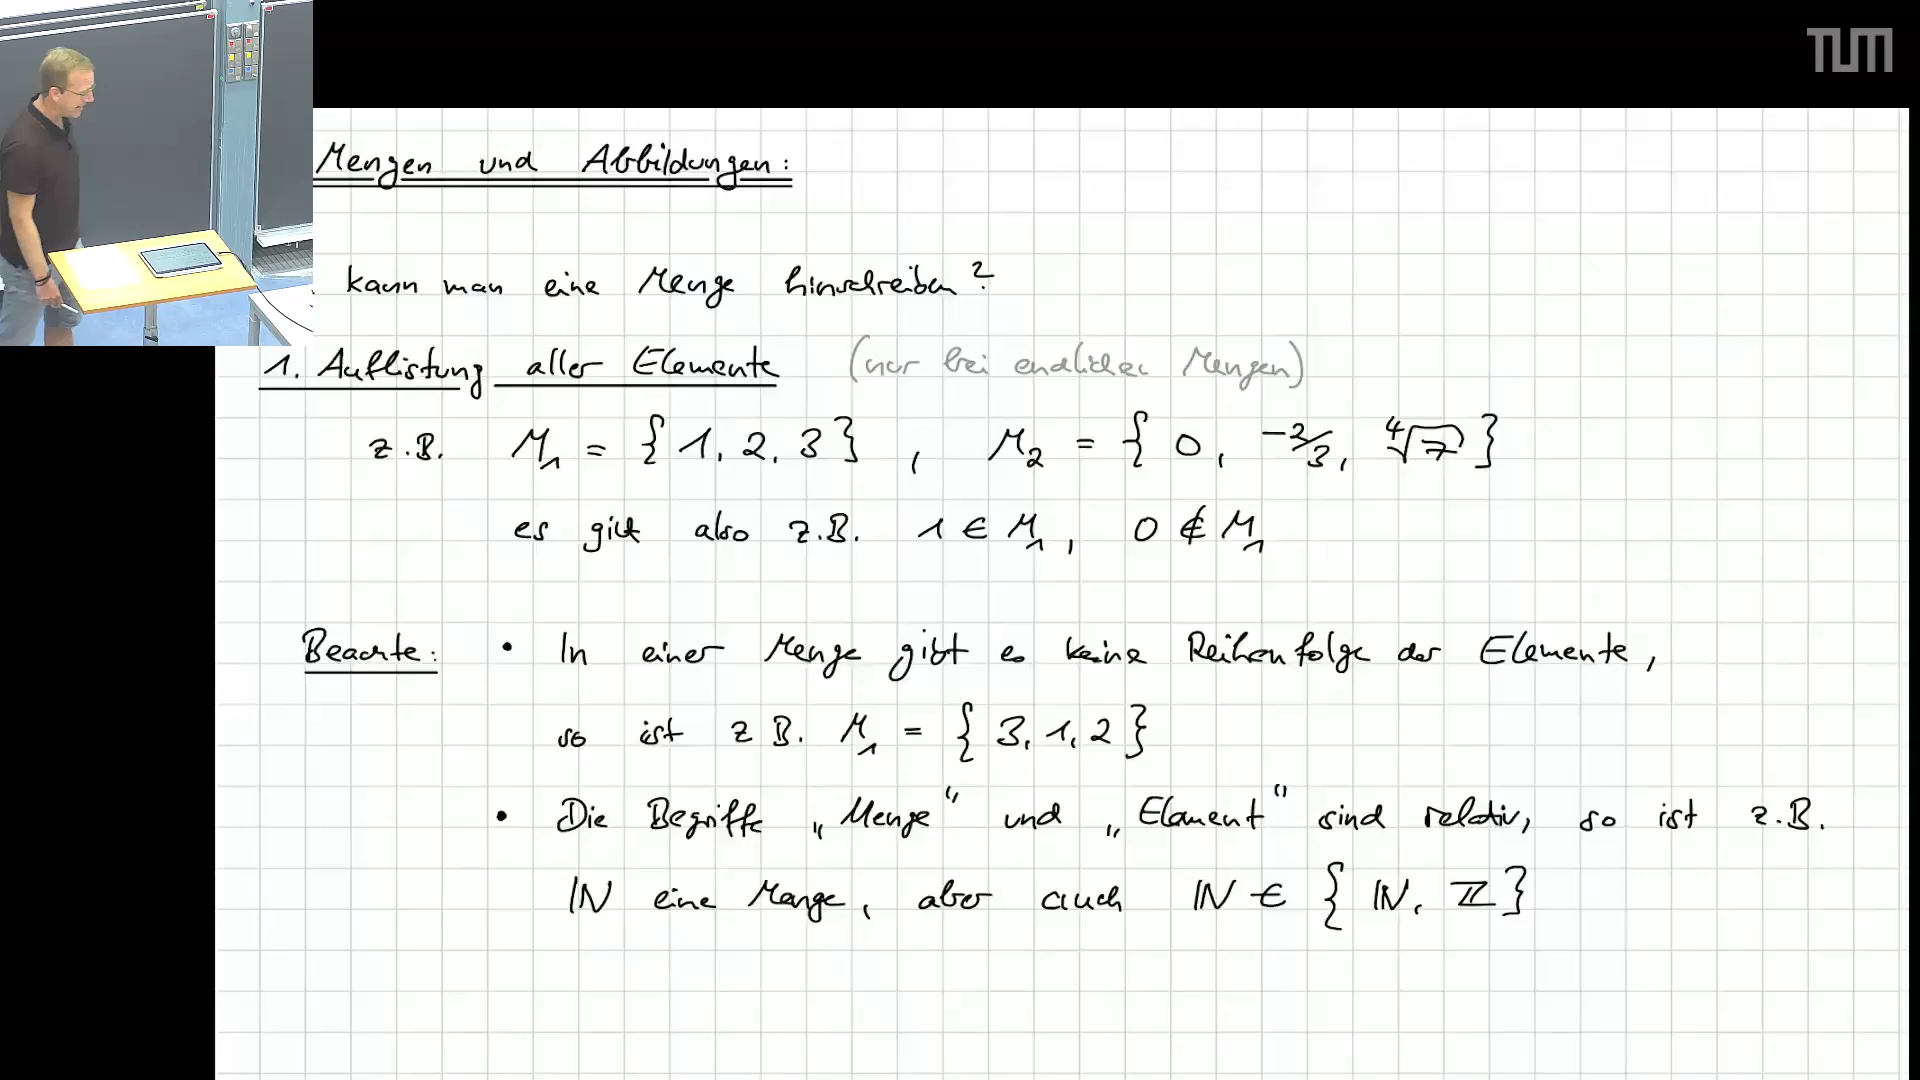 TUM
Mengen und Abbildungen:
kann man eine Menge hinschreiben?
1. Auflistung aller Elemente (nur bei endlichen Mengen)
z.B. M₁ = { 1, 2, 3 } , M₂ = { 0, -2/3, ⁴√7 }
es gilt also z.B. 1 ∈ M₁, 0 ∉ M₁
Beachte: • In einer Menge gibt es keine Reihenfolge der Elemente,
so ist z B. M₁ = { 3, 1, 2 }
• Die Begriffe „Menge“ und „Element“ sind relativ, so ist z.B.
ℕ eine Menge, aber auch ℕ ∈ { ℕ, ℤ }